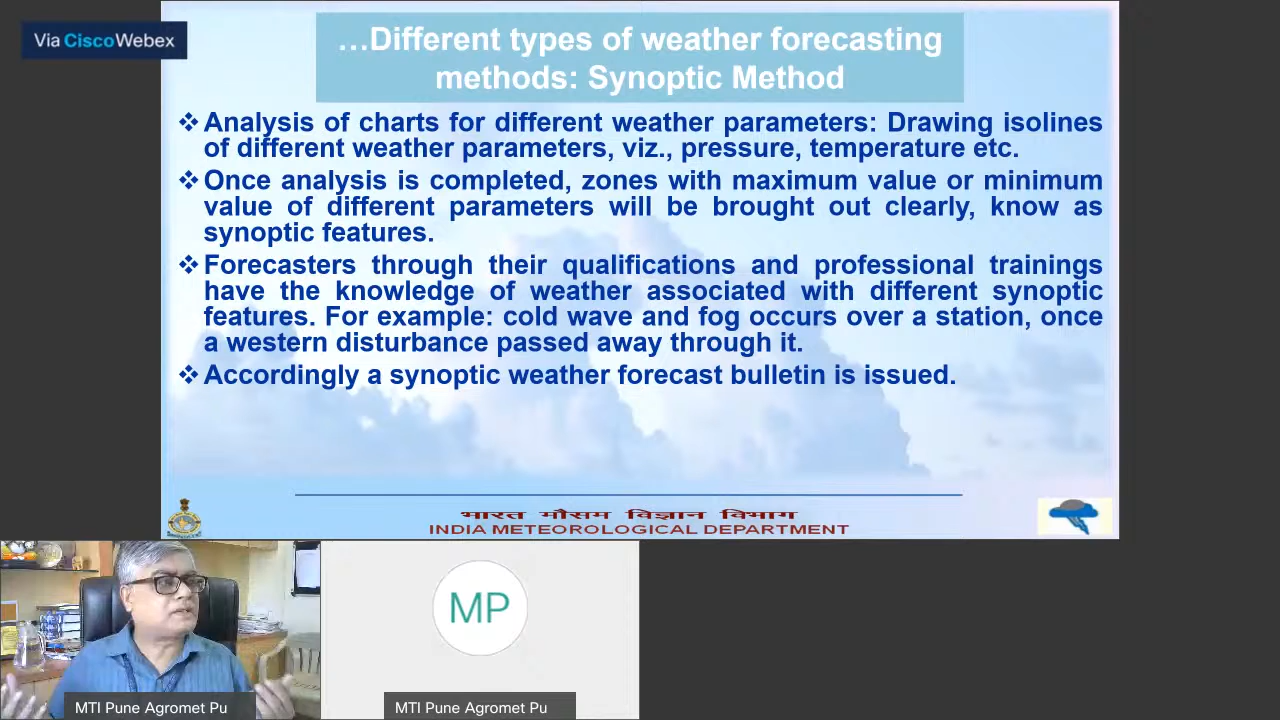 Via CiscoWebex
…Different types of weather forecasting
methods: Synoptic Method
❖Analysis of charts for different weather parameters: Drawing isolines
of different weather parameters, viz., pressure, temperature etc.
❖Once analysis is completed, zones with maximum value or minimum
value of different parameters will be brought out clearly, know as
synoptic features.
❖Forecasters through their qualifications and professional trainings
have the knowledge of weather associated with different synoptic
features. For example: cold wave and fog occurs over a station, once
a western disturbance passed away through it.
❖Accordingly a synoptic weather forecast bulletin is issued.
भारत मौसम विज्ञान विभाग
INDIA METEOROLOGICAL DEPARTMENT
MP
MTI Pune Agromet Pu
MTI Pune Agromet Pu